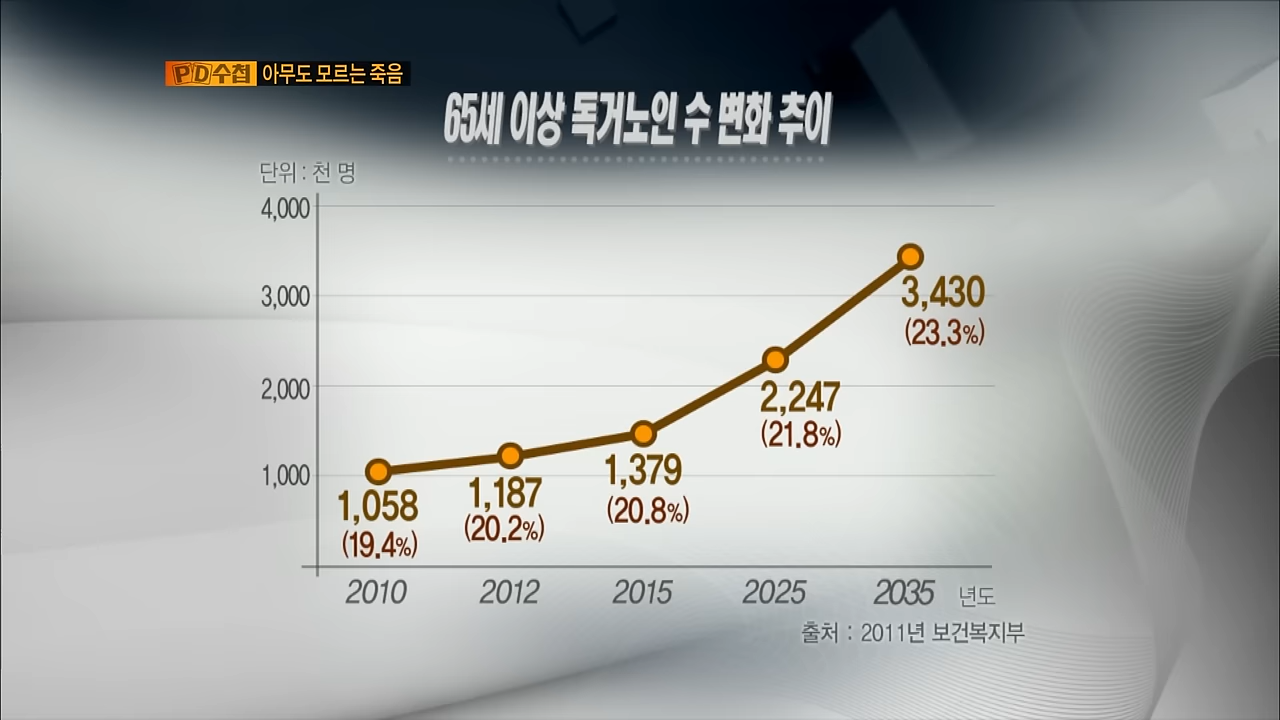 PD수첩 아무도 모르는 죽음
65세 이상 독거노인 수 변화 추이
단위 : 천 명
4,000
3,000
2,000
1,000
1,058
(19.4%)
1,187
(20.2%)
1,379
(20.8%)
2,247
(21.8%)
3,430
(23.3%)
2010 2012 2015 2025 2035 년도
출처 : 2011년 보건복지부